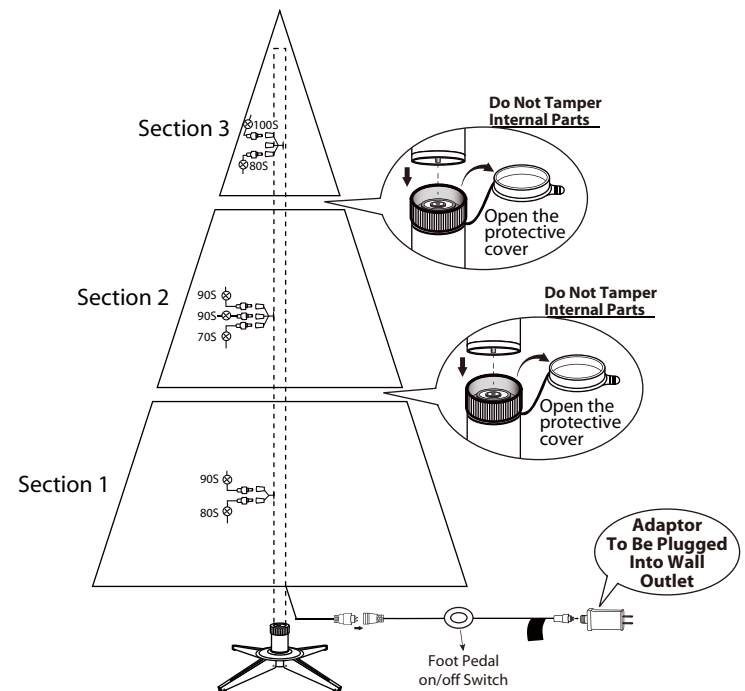 Do Not Tamper
Internal Parts
Section 3
100S
80S
Open the
protective
cover
Section 2
90S
90S
70S
Do Not Tamper
Internal Parts
Open the
protective
cover
Section 1
90S
80S
Adaptor
To Be Plugged
Into Wall
Outlet
Foot Pedal
on/off Switch